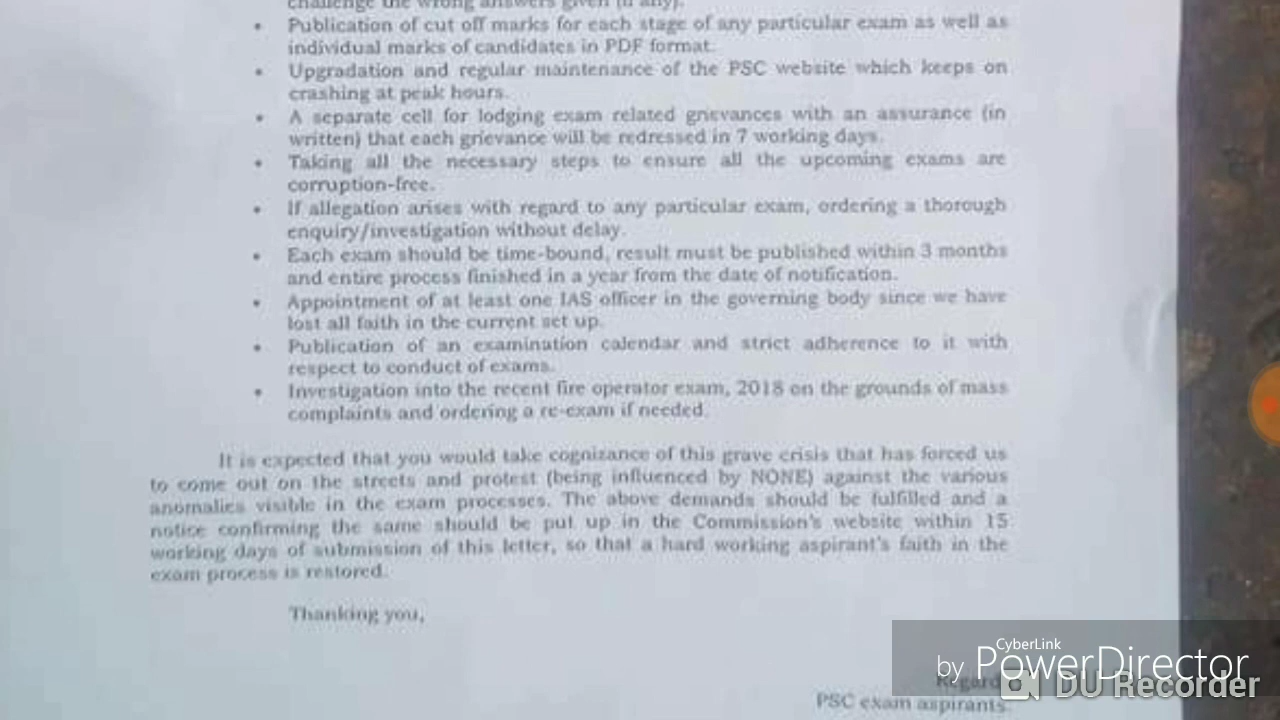 challenge the wrong answers given (if any).
• Publication of cut off marks for each stage of any particular exam as well as
individual marks of candidates in PDF format.
• Upgradation and regular maintenance of the PSC website which keeps on
crashing at peak hours.
• A separate cell for lodging exam related grievances with an assurance (in
written) that each grievance will be redressed in 7 working days.
• Taking all the necessary steps to ensure all the upcoming exams are
corruption-free.
• If allegation arises with regard to any particular exam, ordering a thorough
enquiry/investigation without delay.
• Each exam should be time-bound, result must be published within 3 months
and entire process finished in a year from the date of notification.
• Appointment of at least one IAS officer in the governing body since we have
lost all faith in the current set up.
• Publication of an examination calendar and strict adherence to it with
respect to conduct of exams.
• Investigation into the recent fire operator exam, 2018 on the grounds of mass
complaints and ordering a re-exam if needed.
It is expected that you would take cognizance of this grave crisis that has forced us
to come out on the streets and protest (being influenced by NONE) against the various
anomalies visible in the exam processes. The above demands should be fulfilled and a
notice confirming the same should be put up in the Commission's website within 15
working days of submission of this letter, so that a hard working aspirant's faith in the
exam process is restored.
Thanking you,
CyberLink
by PowerDirector
DU Recorder
PSC exam aspirants.